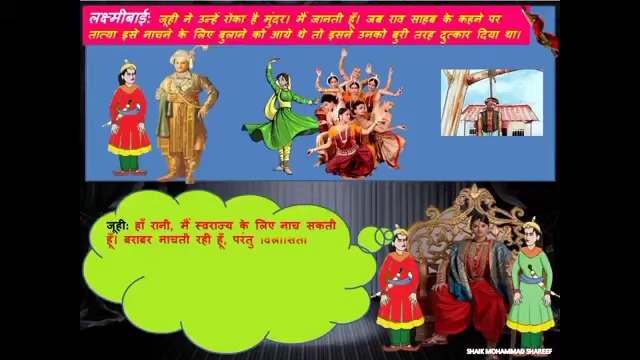 लक्ष्मीबाई: जूही ने उन्हें रोका है मुंदर। मैं जानती हूँ। जब राव साहब के कहने पर
तात्या इसे नाचने के लिए बुलाने को आये थे तो इसने उनको बुरी तरह दुत्कार दिया था।
जूही: हाँ रानी, मैं स्वराज्य के लिए नाच सकती
हूँ। बराबर नाचती रही हूँ, परंतु विलासिता
SHAIK MOHAMMAD SHAREEF